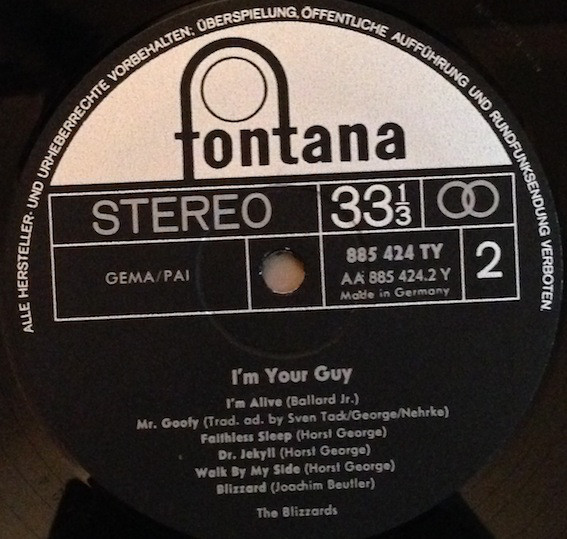 ALLE HERSTELLER- UND URHEBERRECHTE VORBEHALTEN; ÜBERSPIELUNG, ÖFFENTLICHE AUFFÜHRUNG UND RUNDFUNKSENDUNG VERBOTEN.
fontana
STEREO 33 1/3
GEMA/PAI
885 424 TY
AA 885 424.2 Y
Made in Germany
2
I'm Your Guy
I'm Alive (Ballard Jr.)
Mr. Goofy (Trad. ad. by Sven Tack/George/Nehrke)
Faithless Sleep (Horst George)
Dr. Jekyll (Horst George)
Walk By My Side (Horst George)
Blizzard (Joachim Beutler)
The Blizzards